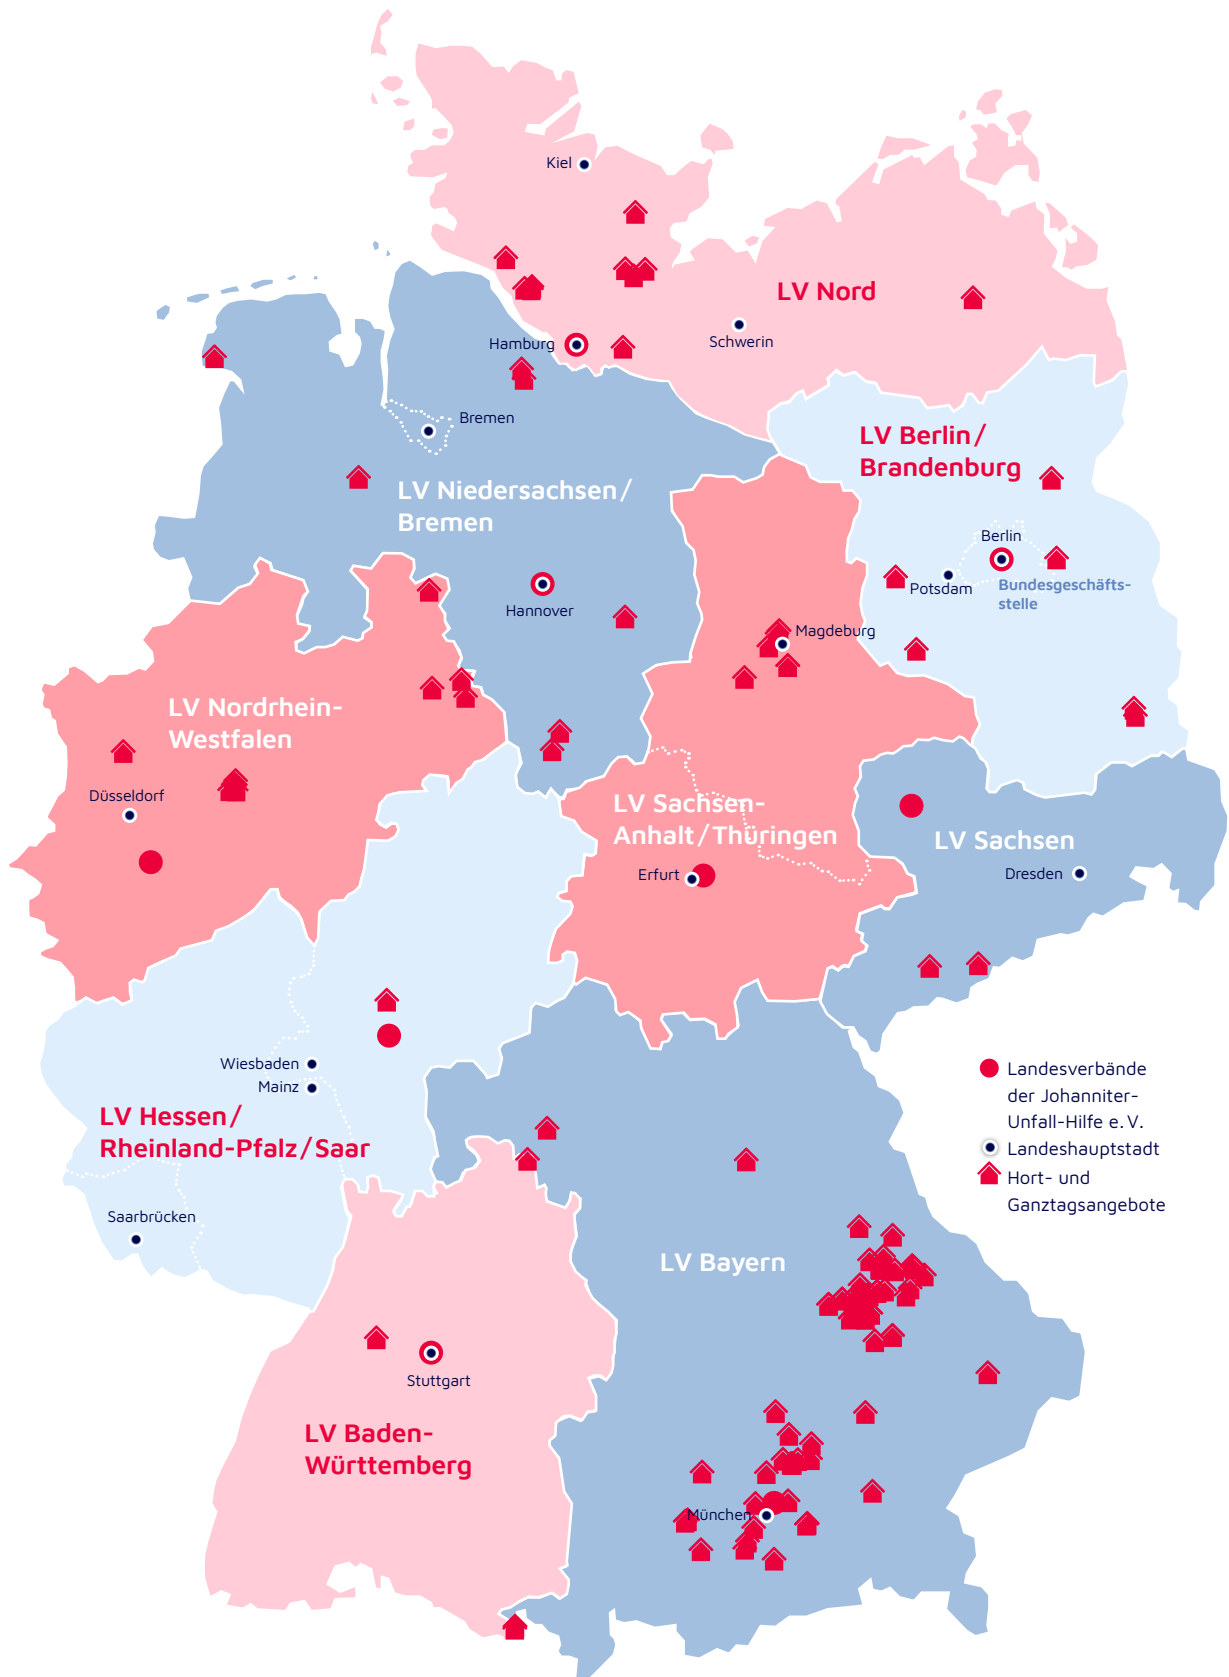 Kiel
LV Nord
Hamburg
Schwerin
Bremen
LV Berlin/
Brandenburg
LV Niedersachsen/
Bremen
Berlin
Potsdam
Bundesgeschäfts-
stelle
Hannover
Magdeburg
LV Nordrhein-
Westfalen
Düsseldorf
LV Sachsen-
Anhalt/Thüringen
LV Sachsen
Erfurt
Dresden
Wiesbaden
Mainz
LV Hessen/
Rheinland-Pfalz/Saar
Saarbrücken
Landesverbände
der Johanniter-
Unfall-Hilfe e. V.
Landeshauptstadt
Hort- und
Ganztagsangebote
LV Bayern
Stuttgart
LV Baden-
Württemberg
München